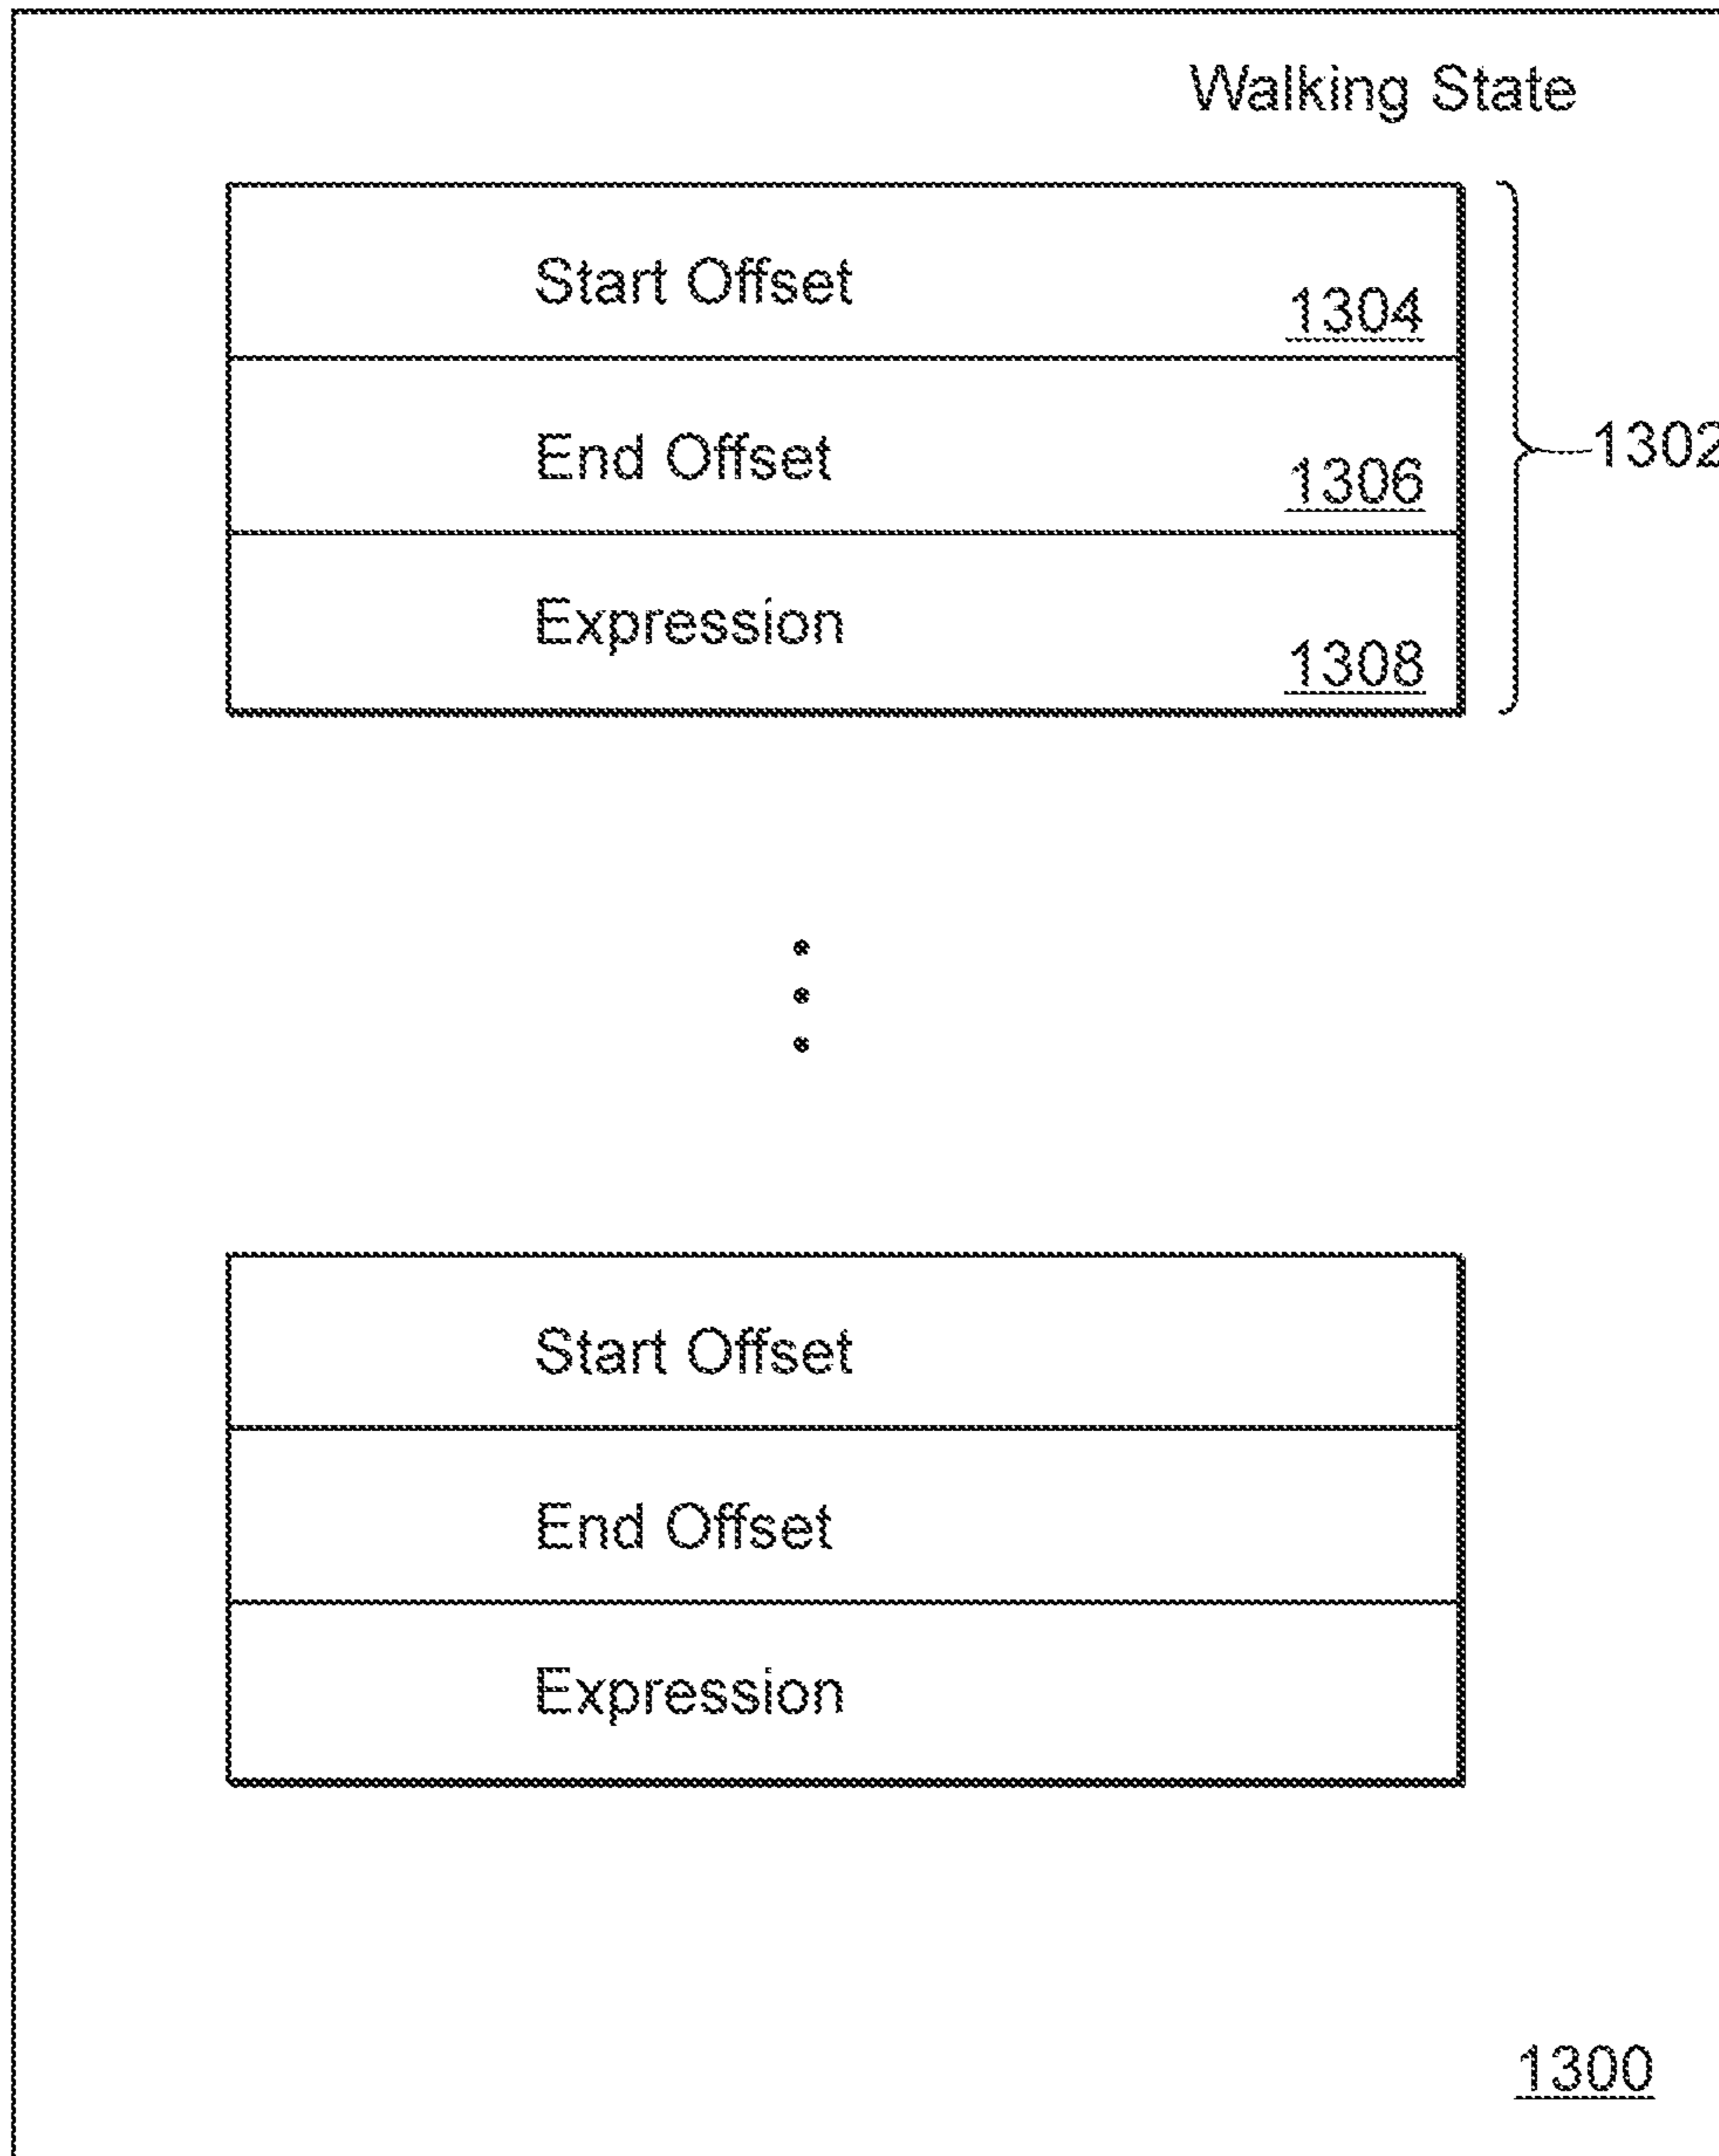 Walking State
Start Offset
1304
End Offset
1306
1302
Expression
1308
Start Offset
End Offset
Expression
1300